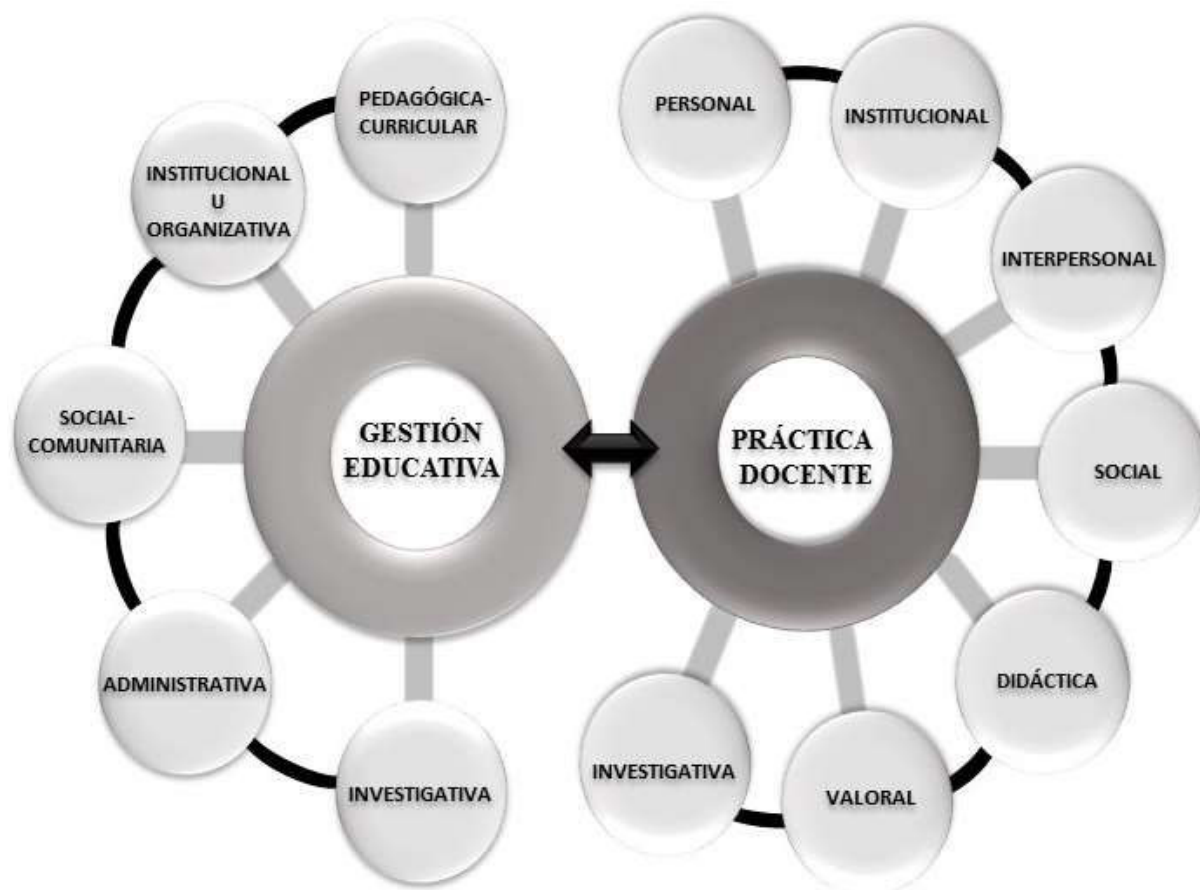 PEDAGÓGICA-
CURRICULAR
INSTITUCIONAL
U
ORGANIZATIVA
SOCIAL-
COMUNITARIA
ADMINISTRATIVA
INVESTIGATIVA
GESTIÓN
EDUCATIVA
PRÁCTICA
DOCENTE
PERSONAL
INSTITUCIONAL
INTERPERSONAL
SOCIAL
DIDÁCTICA
VALORAL
INVESTIGATIVA